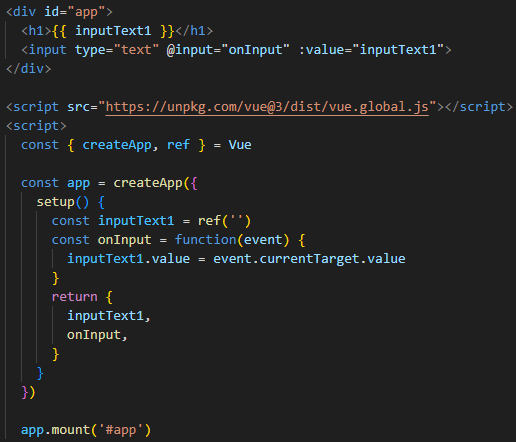 <div id="app">
  <h1>{{ inputText1 }}</h1>
  <input type="text" @input="onInput" :value="inputText1">
</div>

<script src="https://unpkg.com/vue@3/dist/vue.global.js"></script>
<script>
  const { createApp, ref } = Vue

  const app = createApp({
    setup() {
      const inputText1 = ref('')
      const onInput = function(event) {
        inputText1.value = event.currentTarget.value
      }
      return {
        inputText1,
        onInput,
      }
    }
  })

  app.mount('#app')